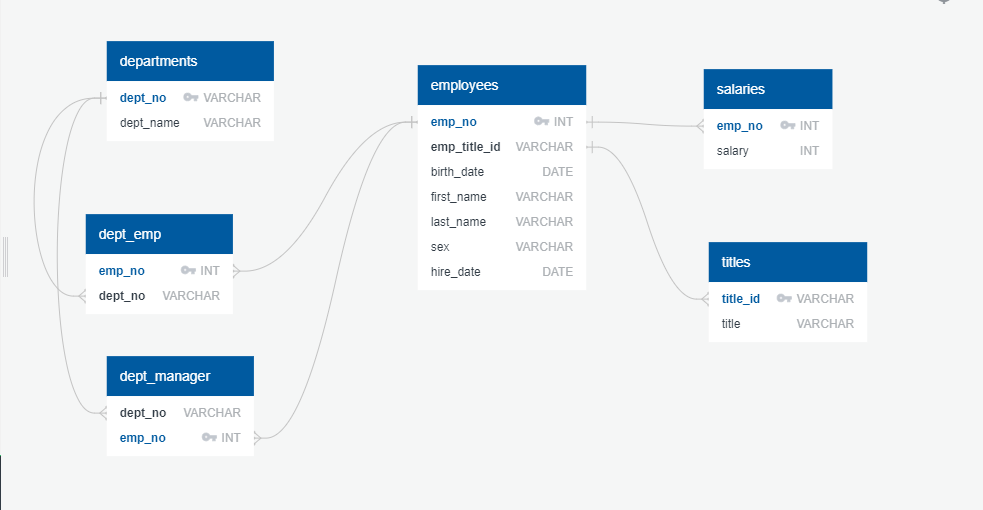 departments
dept_no VARCHAR
dept_name VARCHAR
dept_emp
emp_no INT
dept_no VARCHAR
dept_manager
dept_no VARCHAR
emp_no INT
employees
emp_no INT
emp_title_id VARCHAR
birth_date DATE
first_name VARCHAR
last_name VARCHAR
sex VARCHAR
hire_date DATE
salaries
emp_no INT
salary INT
titles
title_id VARCHAR
title VARCHAR